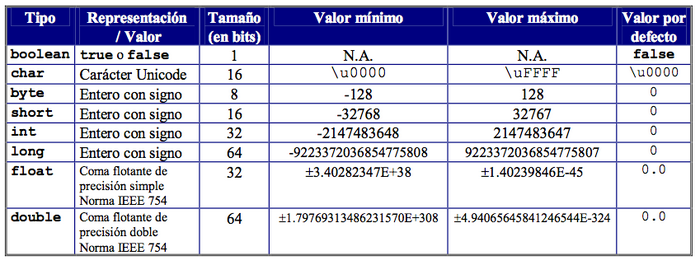 Tipo Representación / Valor Tamaño (en bits) Valor mínimo Valor máximo Valor por defecto
boolean true o false 1 N.A. N.A. false
char Carácter Unicode 16 \u0000 \uFFFF \u0000
byte Entero con signo 8 -128 128 0
short Entero con signo 16 -32768 32767 0
int Entero con signo 32 -2147483648 2147483647 0
long Entero con signo 64 -9223372036854775808 9223372036854775807 0
float Coma flotante de precisión simple Norma IEEE 754 32 ±3.40282347E+38 ±1.40239846E-45 0.0
double Coma flotante de precisión doble Norma IEEE 754 64 ±1.79769313486231570E+308 ±4.94065645841246544E-324 0.0